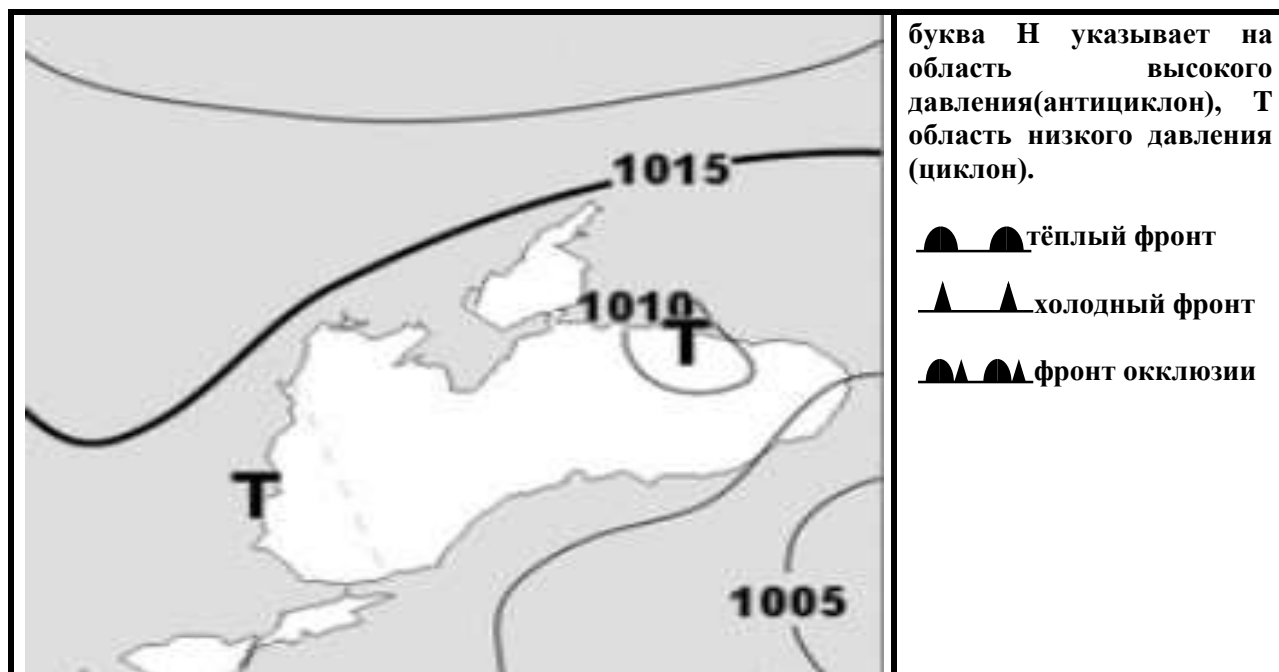 1015
1010
Т
Т
1005
буква Н указывает на
область высокого
давления(антициклон), Т
область низкого давления
(циклон).
тёплый фронт
холодный фронт
фронт окклюзии